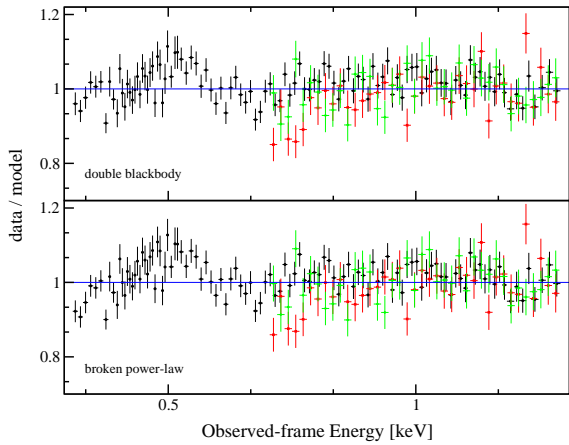 1.2
1
0.8
double blackbody
data / model
1.2
1
0.8
broken power-law
0.5
1
Observed-frame Energy [keV]